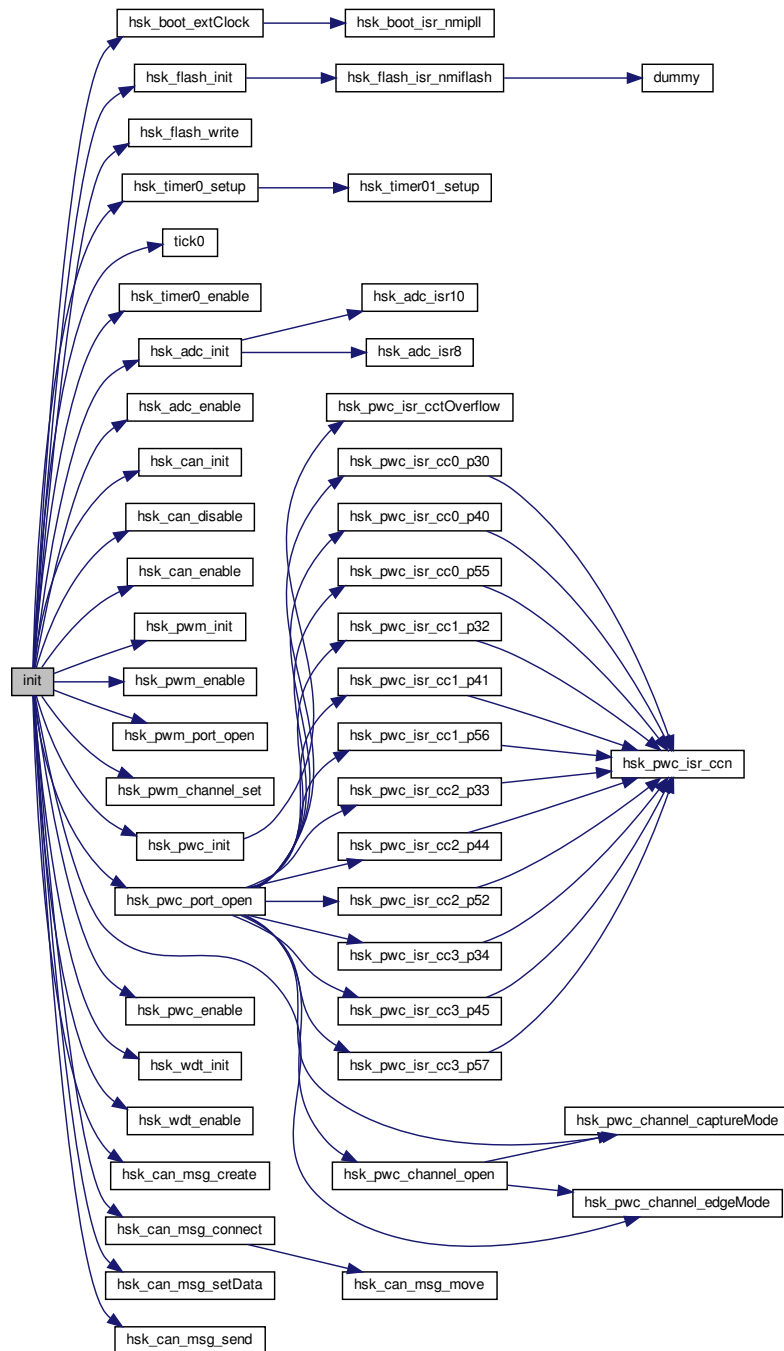 hsk_boot_extClock
hsk_boot_isr_nmipll
hsk_flash_init
hsk_flash_isr_nmiflash
dummy
hsk_flash_write
hsk_timer0_setup
hsk_timer01_setup
tick0
hsk_timer0_enable
hsk_adc_isr10
hsk_adc_init
hsk_adc_isr8
hsk_adc_enable
hsk_pwc_isr_cctOverflow
hsk_can_init
hsk_pwc_isr_cc0_p30
hsk_can_disable
hsk_pwc_isr_cc0_p40
hsk_can_enable
hsk_pwc_isr_cc0_p55
hsk_pwm_init
hsk_pwc_isr_cc1_p32
init
hsk_pwm_enable
hsk_pwc_isr_cc1_p41
hsk_pwm_port_open
hsk_pwc_isr_cc1_p56
hsk_pwc_isr_ccn
hsk_pwm_channel_set
hsk_pwc_isr_cc2_p33
hsk_pwc_init
hsk_pwc_isr_cc2_p44
hsk_pwc_port_open
hsk_pwc_isr_cc2_p52
hsk_pwc_isr_cc3_p34
hsk_pwc_enable
hsk_pwc_isr_cc3_p45
hsk_wdt_init
hsk_pwc_isr_cc3_p57
hsk_wdt_enable
hsk_pwc_channel_captureMode
hsk_can_msg_create
hsk_pwc_channel_open
hsk_pwc_channel_edgeMode
hsk_can_msg_connect
hsk_can_msg_setData
hsk_can_msg_move
hsk_can_msg_send